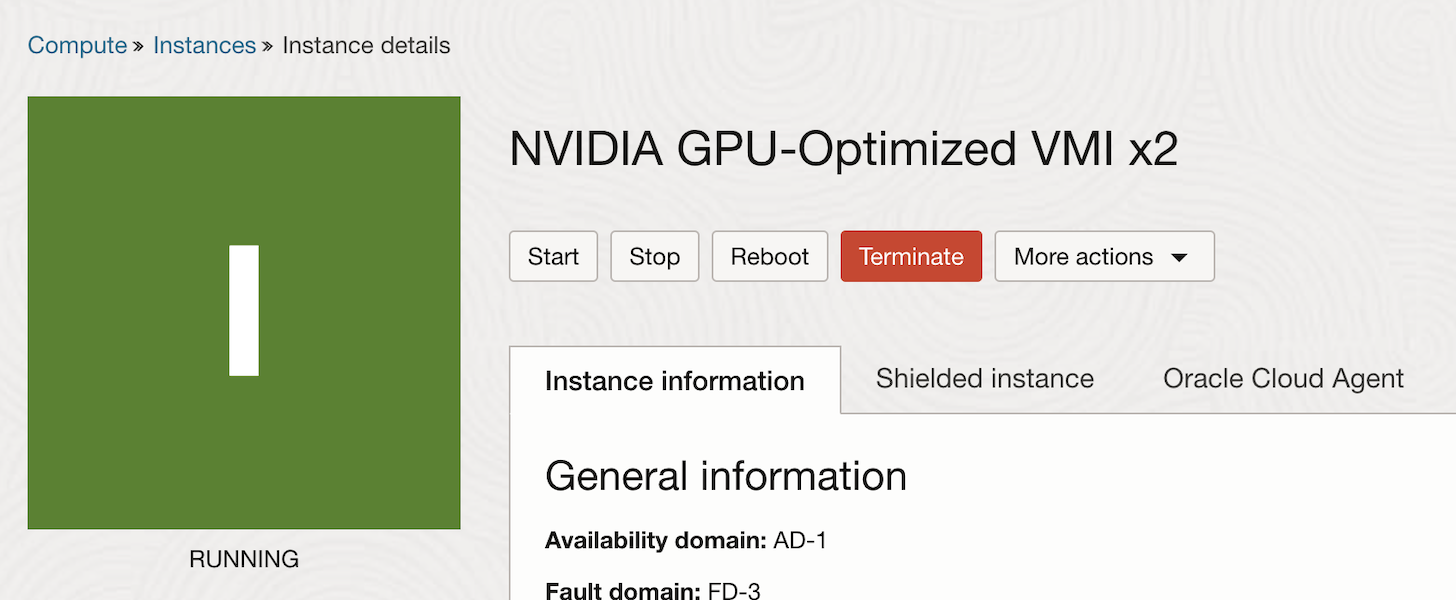 Compute » Instances » Instance details
I
RUNNING
NVIDIA GPU-Optimized VMI x2
Start Stop Reboot Terminate More actions
Instance information Shielded instance Oracle Cloud Agent
General information
Availability domain: AD-1
Fault domain: FD-3